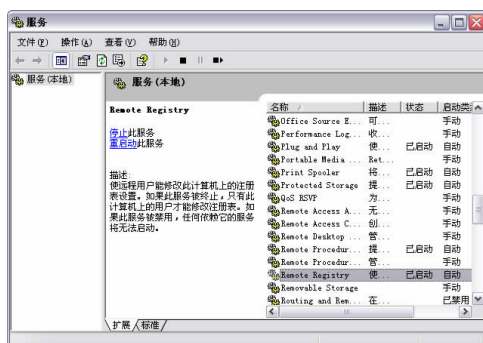 服务
文件(F) 操作(A) 查看(V) 帮助(H)
服务(本地)
服务(本地)
Remote Registry
停止此服务
重启动此服务
描述:
使远程用户能修改此计算机上的注册
表设置。如果此服务被终止，只有此
计算机上的用户才能修改注册表。如
果此服务被禁用，任何依赖它的服务
将无法启动。
名称 描述 状态 启动类
Office Source E... 可... 手动
Performance Log... 收... 手动
Plug and Play 使... 已启动 自动
Portable Media ... Ret... 手动
Print Spooler 将... 已启动 自动
Protected Storage 提... 已启动 自动
QoS RSVP 为... 手动
Remote Access A... 无... 手动
Remote Access C... 创... 手动
Remote Desktop ... 管... 手动
Remote Procedur... 提... 已启动 自动
Remote Procedur... 管... 手动
Remote Registry 使... 已启动 自动
Removable Storage 手动
Routing and Rem... 在... 已禁用
扩展 标准